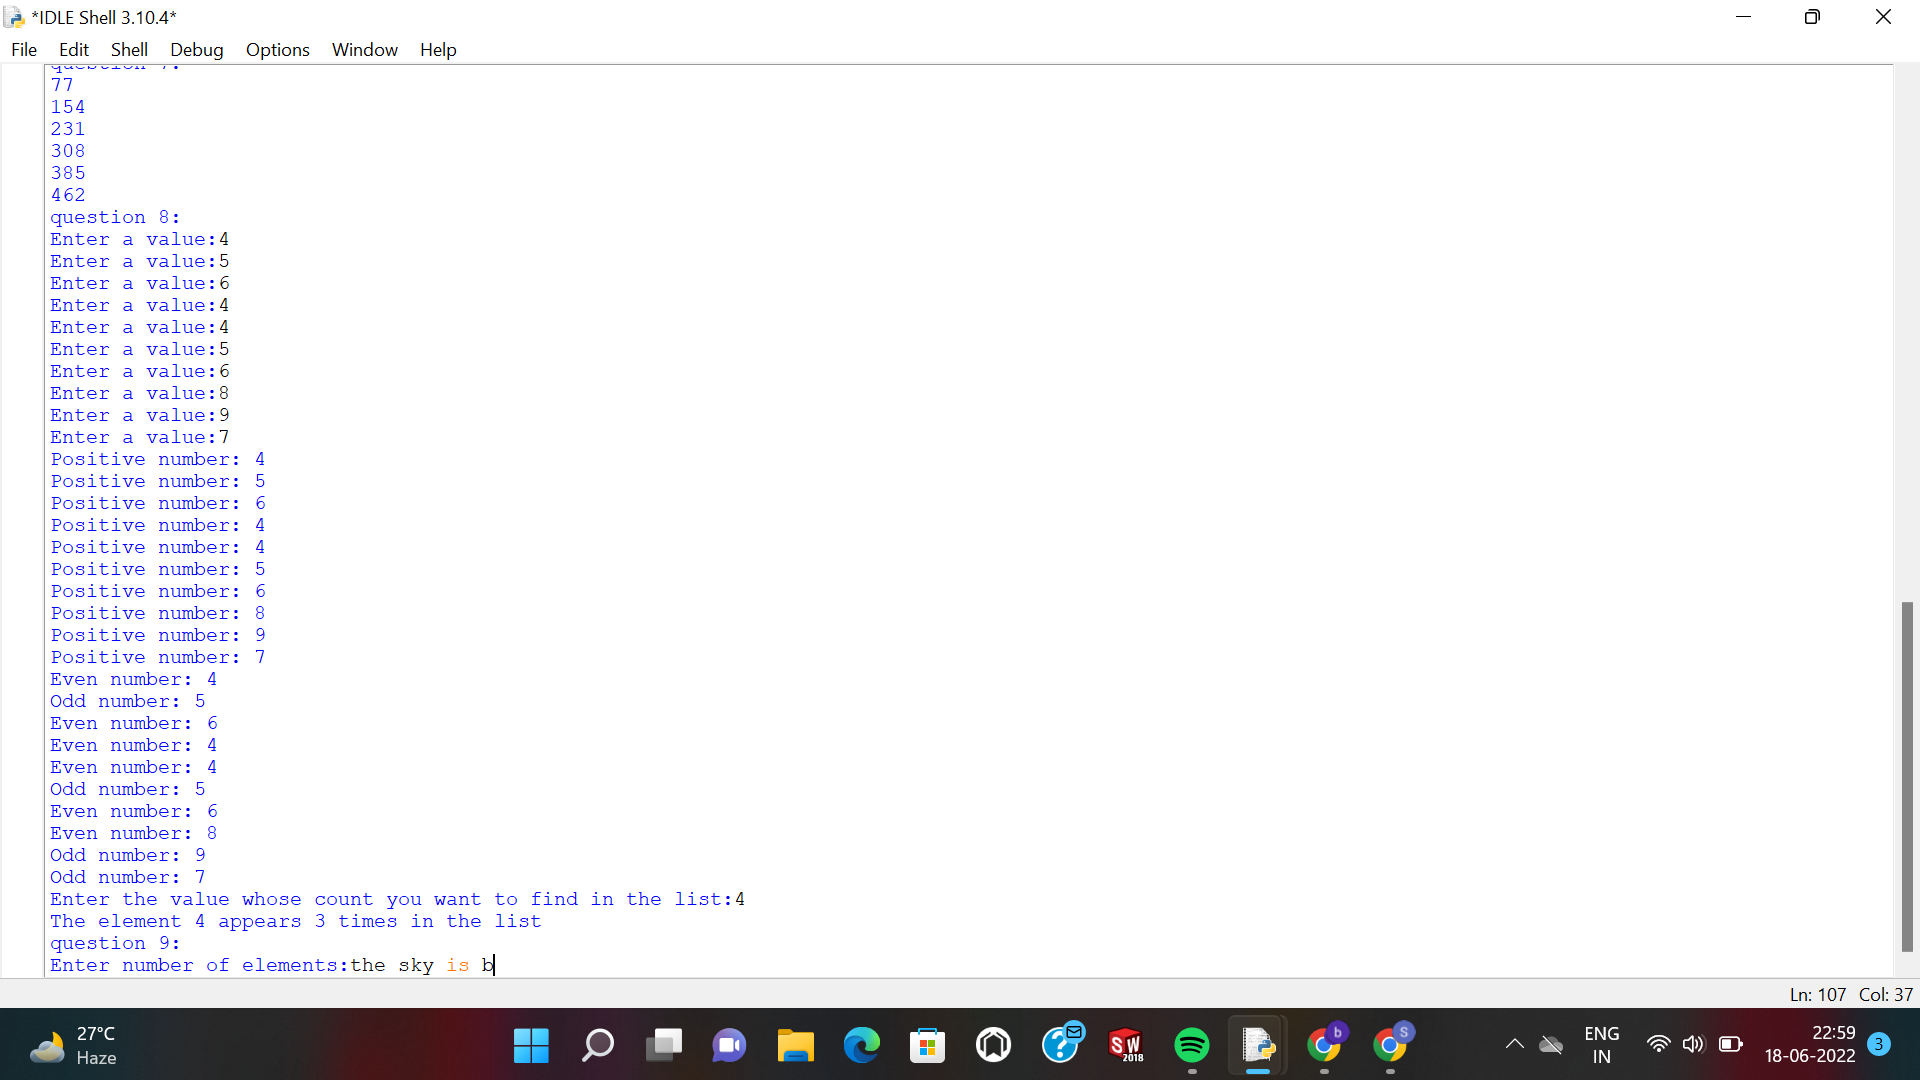 *IDLE Shell 3.10.4*
File Edit Shell Debug Options Window Help
question 7:
77
154
231
308
385
462
question 8:
Enter a value:4
Enter a value:5
Enter a value:6
Enter a value:4
Enter a value:4
Enter a value:5
Enter a value:6
Enter a value:8
Enter a value:9
Enter a value:7
Positive number: 4
Positive number: 5
Positive number: 6
Positive number: 4
Positive number: 4
Positive number: 5
Positive number: 6
Positive number: 8
Positive number: 9
Positive number: 7
Even number: 4
Odd number: 5
Even number: 6
Even number: 4
Even number: 4
Odd number: 5
Even number: 6
Even number: 8
Odd number: 9
Odd number: 7
Enter the value whose count you want to find in the list:4
The element 4 appears 3 times in the list
question 9:
Enter number of elements:the sky is b
Ln: 107 Col: 37
27°C
Haze
SW
2018
b
S
ENG
IN
22:59
18-06-2022
3